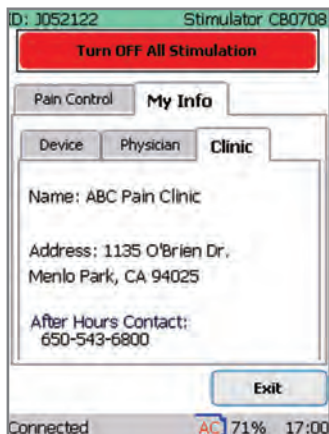 ID: J052122 Stimulator CB0708
Turn OFF All Stimulation
Pain Control My Info
Device Physician Clinic
Name: ABC Pain Clinic
Address: 1135 O'Brien Dr.
Menlo Park, CA 94025
After Hours Contact:
650-543-6800
Exit
Connected AC 71% 17:00